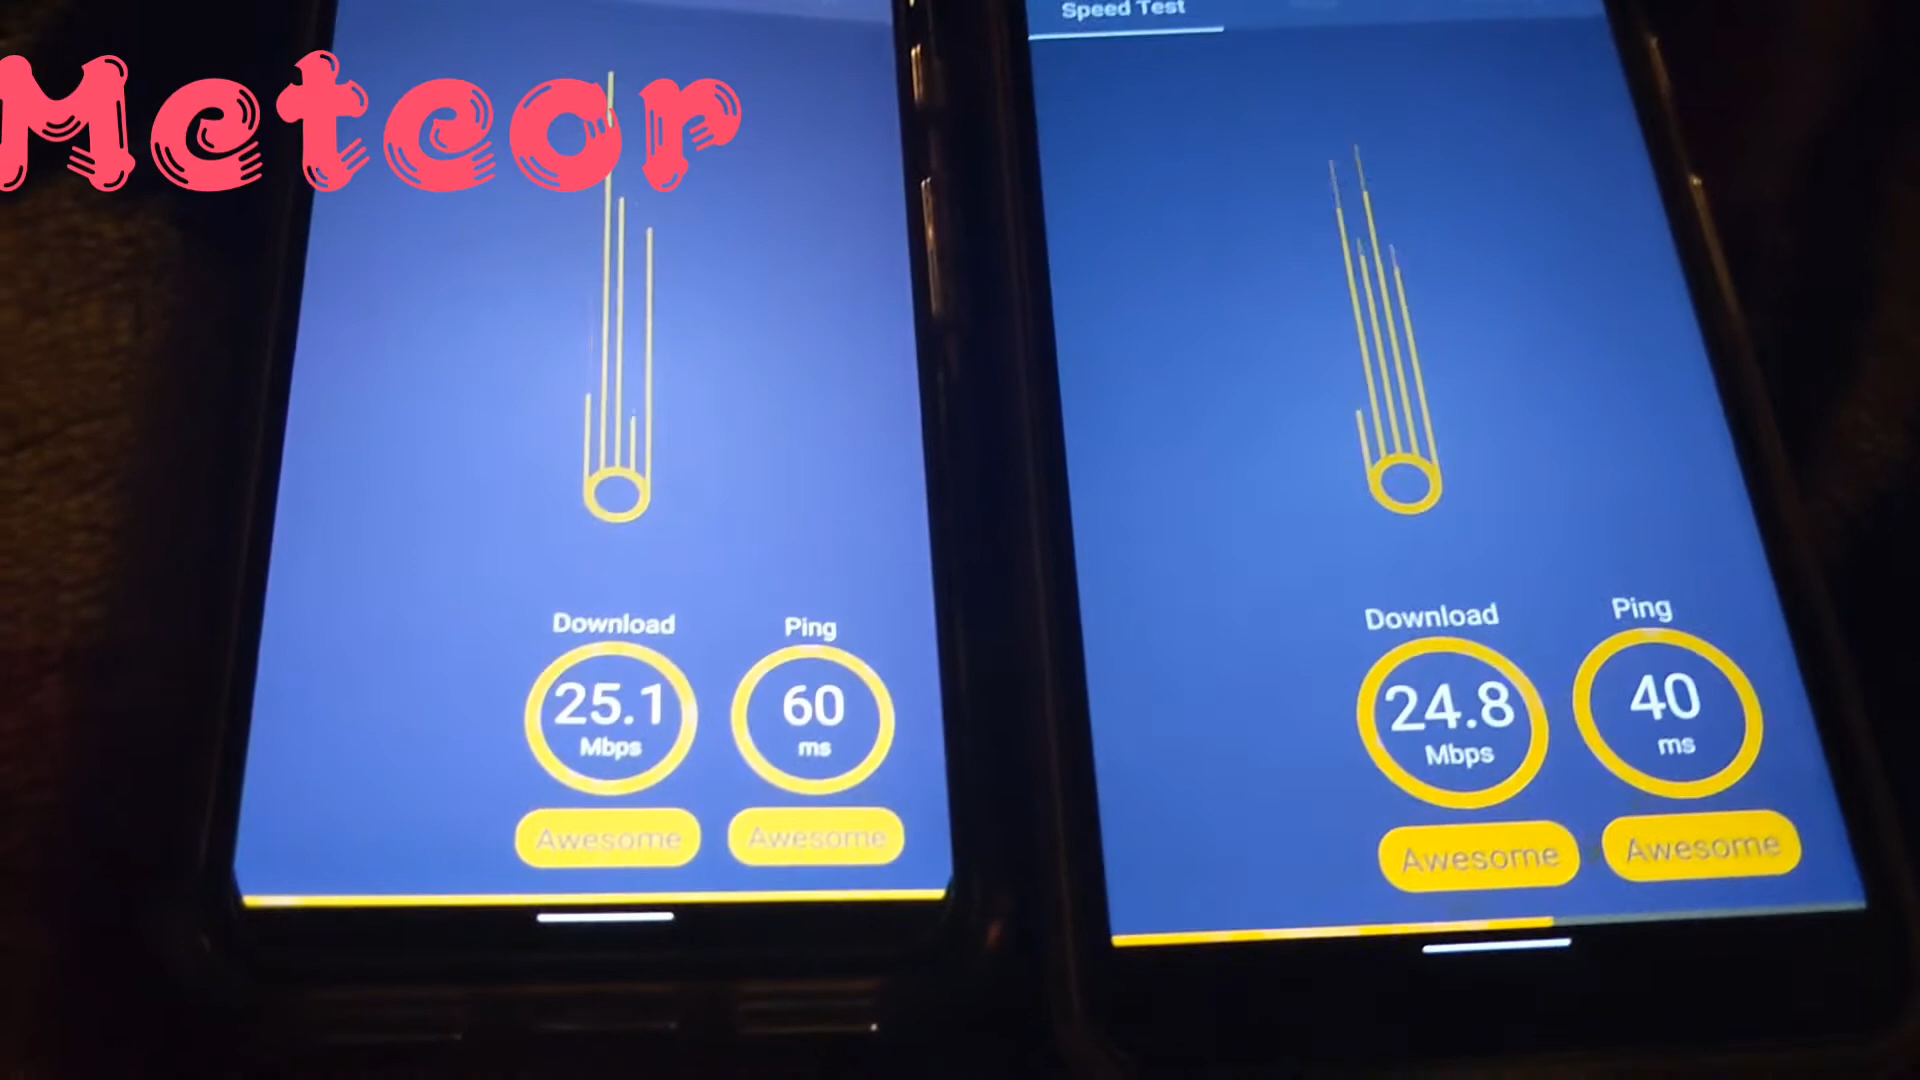 Meteor
Speed Test
Download
Ping
25.1
Mbps
60
ms
Awesome
Awesome
Download
Ping
24.8
Mbps
40
ms
Awesome
Awesome